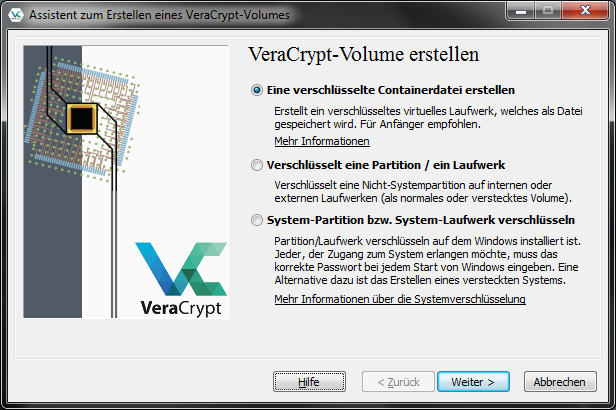 Assistent zum Erstellen eines VeraCrypt-Volumes
VeraCrypt-Volume erstellen
Eine verschlüsselte Containerdatei erstellen
Erstellt ein verschlüsseltes virtuelles Laufwerk, welches als Datei
gespeichert wird. Für Anfänger empfohlen.
Mehr Informationen
Verschlüsselt eine Partition / ein Laufwerk
Verschlüsselt eine Nicht-Systempartition auf internen oder
externen Laufwerken (als normales oder verstecktes Volume).
System-Partition bzw. System-Laufwerk verschlüsseln
Partition/Laufwerk verschlüsseln auf dem Windows installiert ist.
Jeder, der Zugang zum System erlangen möchte, muss das
korrekte Passwort bei jedem Start von Windows eingeben. Eine
Alternative dazu ist das Erstellen eines versteckten Systems.
Mehr Informationen über die Systemverschlüsselung
VeraCrypt
Hilfe
< Zurück
Weiter >
Abbrechen